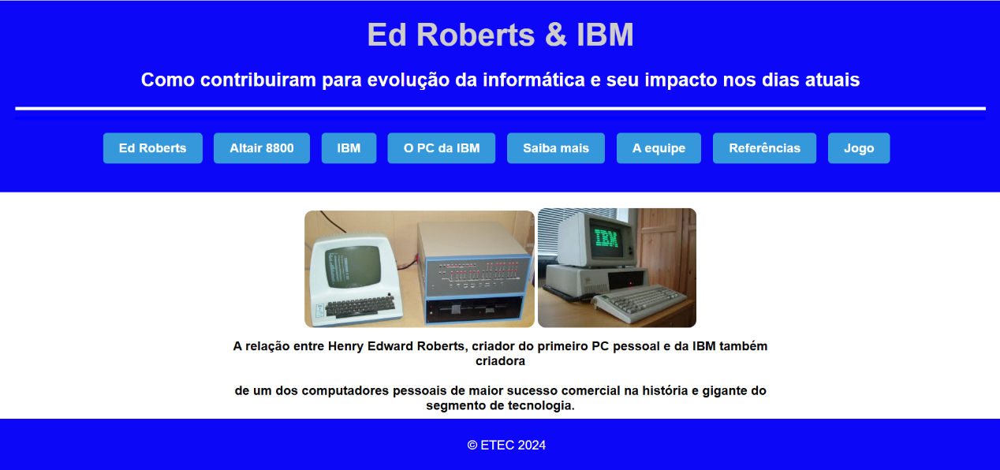 Ed Roberts & IBM
Como contribuiram para evolução da informática e seu impacto nos dias atuais
Ed Roberts
Altair 8800
IBM
O PC da IBM
Saiba mais
A equipe
Referências
Jogo
IBM
A relação entre Henry Edward Roberts, criador do primeiro PC pessoal e da IBM também
criadora
de um dos computadores pessoais de maior sucesso comercial na história e gigante do
segmento de tecnologia.
© ETEC 2024